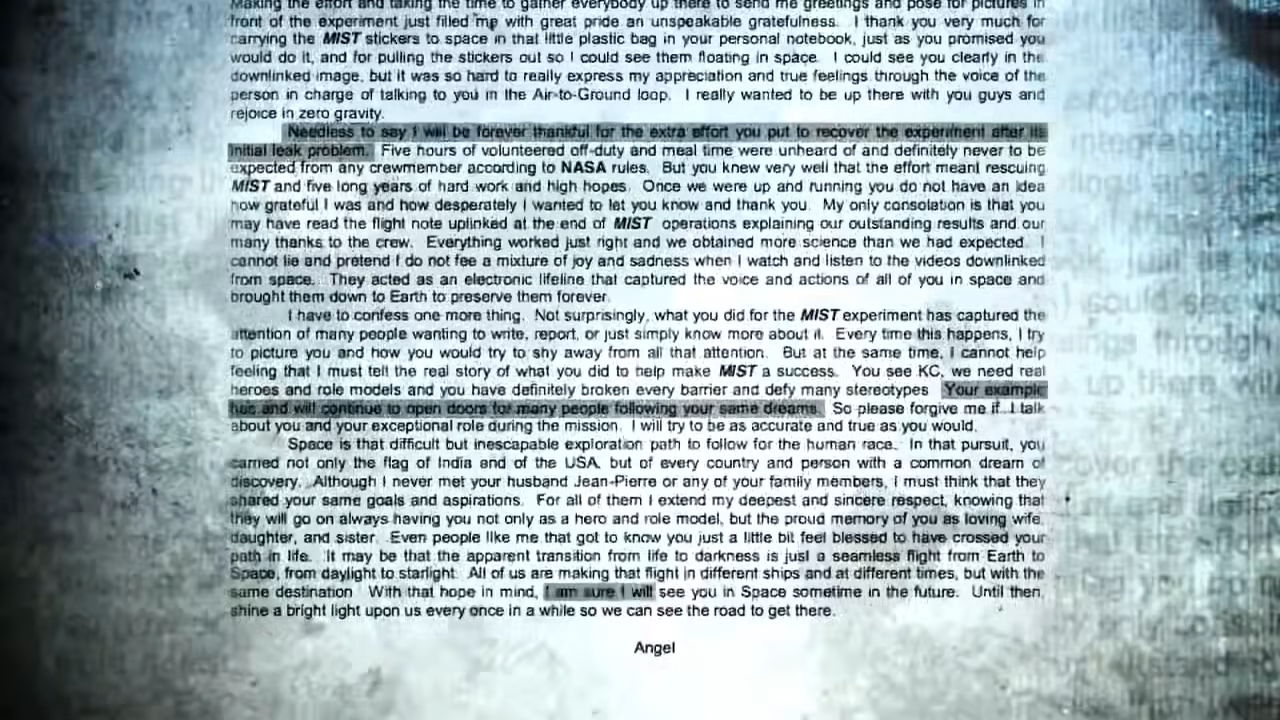 Making the effort and taking the time to gather everybody up there to send me greetings and pose for pictures in
front of the experiment just filled me with great pride an unspeakable gratefulness. I thank you very much for
carrying the MIST stickers to space in that little plastic bag in your personal notebook, just as you promised you
would do it, and for pulling the stickers out so I could see them floating in space. I could see you clearly in the
downlinked image, but it was so hard to really express my appreciation and true feelings through the voice of the
person in charge of talking to you in the Air-to-Ground loop. I really wanted to be up there with you guys and
rejoice in zero gravity.
Needless to say I will be forever thankful for the extra effort you put to recover the experiment after its
initial leak problem. Five hours of volunteered off-duty and meal time were unheard of and definitely never to be
expected from any crewmember according to NASA rules. But you knew very well that the effort meant rescuing
MIST and five long years of hard work and high hopes. Once we were up and running you do not have an idea
how grateful I was and how desperately I wanted to let you know and thank you. My only consolation is that you
may have read the flight note uplinked at the end of MIST operations explaining our outstanding results and our
many thanks to the crew. Everything worked just right and we obtained more science than we had expected. I
cannot lie and pretend I do not fee a mixture of joy and sadness when I watch and listen to the videos downlinked
from space. They acted as an electronic lifeline that captured the voice and actions of all of you in space and
brought them down to Earth to preserve them forever.
I have to confess one more thing. Not surprisingly, what you did for the MIST experiment has captured the
attention of many people wanting to write, report, or just simply know more about it. Every time this happens, I try
to picture you and how you would try to shy away from all that attention. But at the same time, I cannot help
feeling that I must tell the real story of what you did to help make MIST a success. You see KC, we need real
heroes and role models and you have definitely broken every barrier and defy many stereotypes Your example
has and will continue to open doors for many people following your same dreams. So please forgive me if I talk
about you and your exceptional role during the mission. I will try to be as accurate and true as you would.
Space is that difficult but inescapable exploration path to follow for the human race. In that pursuit, you
carried not only the flag of India and of the USA, but of every country and person with a common dream of
discovery. Although I never met your husband Jean-Pierre or any of your family members, I must think that they
shared your same goals and aspirations. For all of them I extend my deepest and sincere respect, knowing that
they will go on always having you not only as a hero and role model, but the proud memory of you as loving wife,
daughter, and sister. Even people like me that got to know you just a little bit feel blessed to have crossed your
path in life. It may be that the apparent transition from life to darkness is just a seamless flight from Earth to
Space, from daylight to starlight. All of us are making that flight in different ships and at different times, but with the
same destination With that hope in mind, I am sure I will see you in Space sometime in the future. Until then,
shine a bright light upon us every once in a while so we can see the road to get there.
Angel